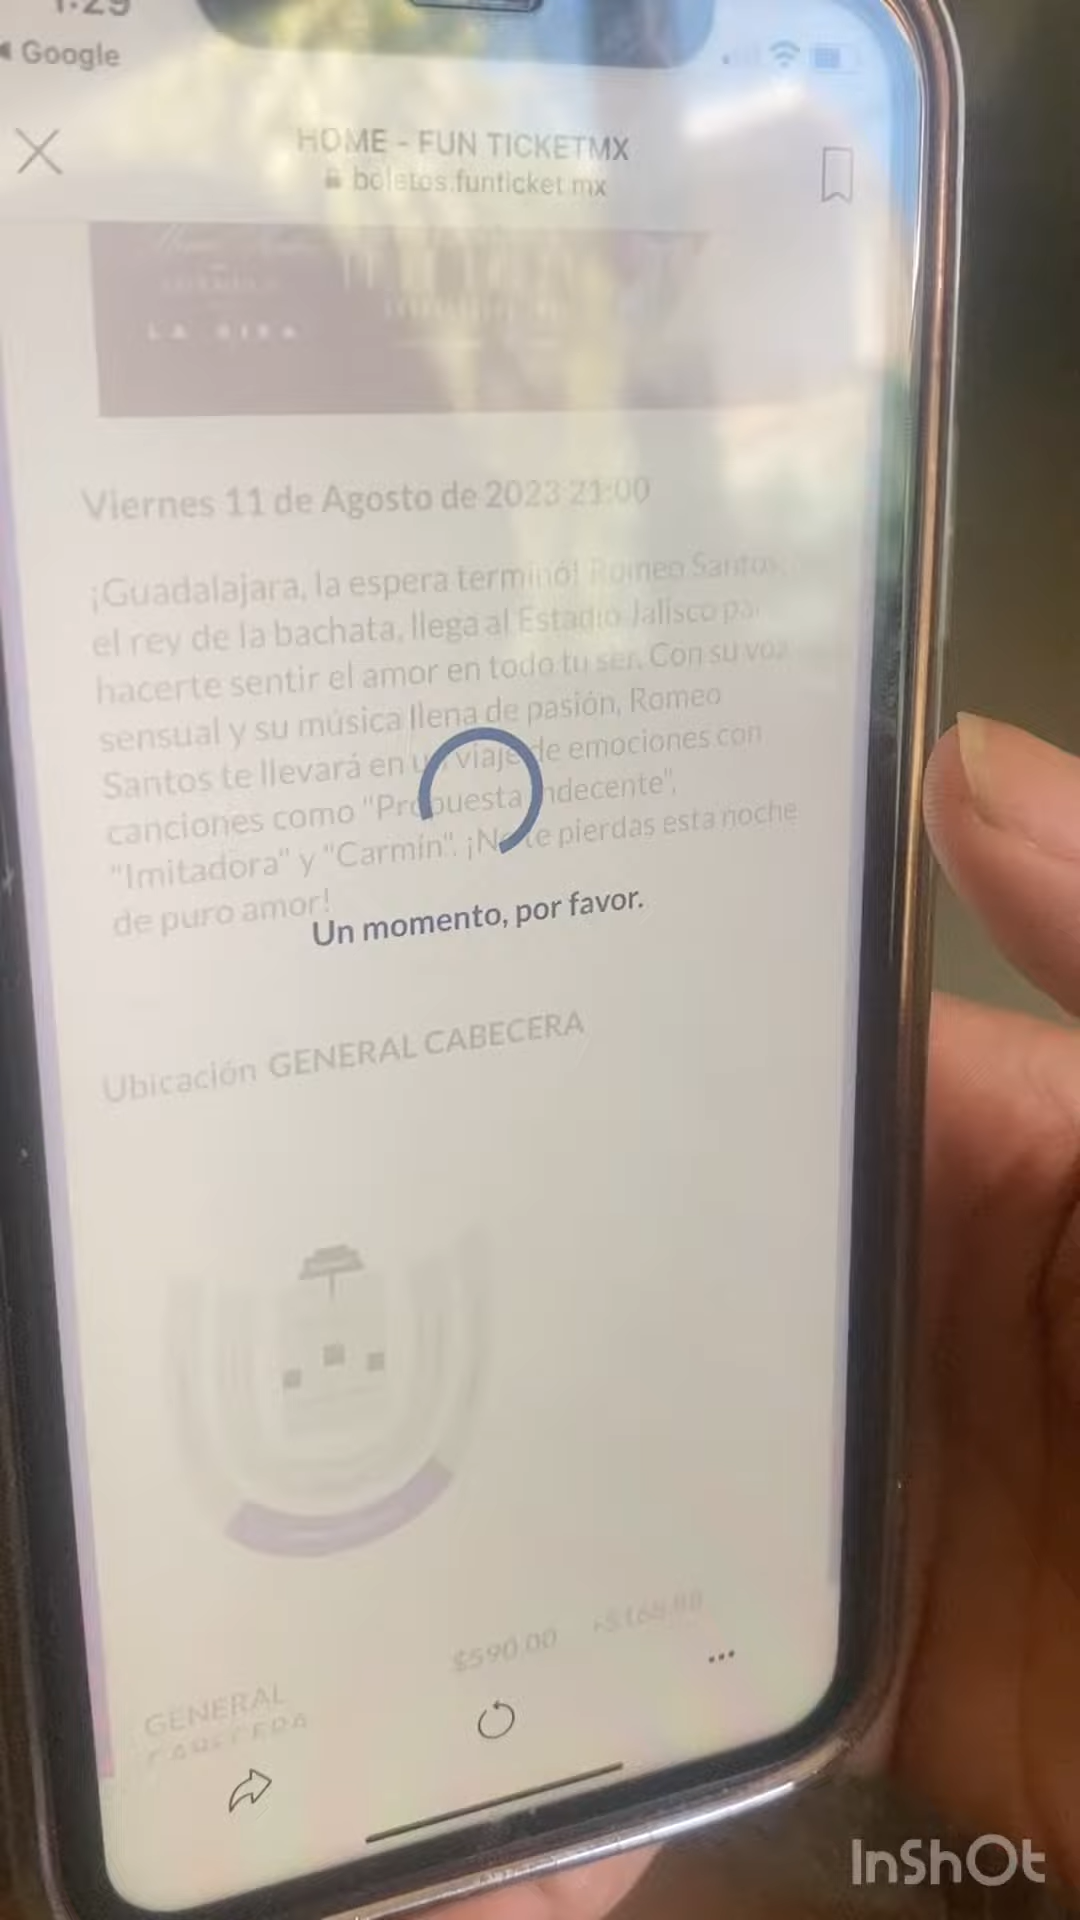 1:29
Google
HOME - FUN TICKETMX
boletos.funticket.mx
LA GIRA
Viernes 11 de Agosto de 2023 21:00
¡Guadalajara, la espera terminó! Romeo Santos,
el rey de la bachata, llega al Estadio Jalisco pa
hacerte sentir el amor en todo tu ser. Con su voz
sensual y su música llena de pasión, Romeo
Santos te llevará en u viaje de emociones con
canciones como "Propuesta Indecente",
"Imitadora" y "Carmín". ¡No te pierdas esta noche
de puro amor!
Un momento, por favor.
Ubicación GENERAL CABECERA
$590.00
GENERAL
CABECERA
InShOt